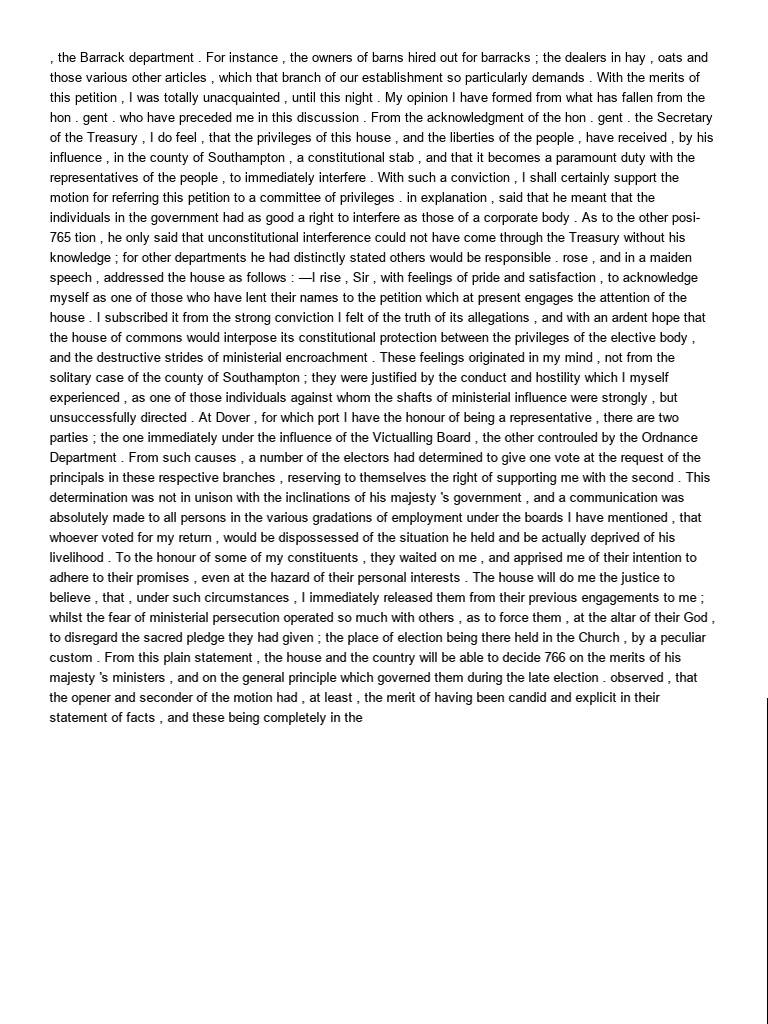 , the Barrack department . For instance , the owners of barns hired out for barracks ; the dealers in hay , oats and
those various other articles , which that branch of our establishment so particularly demands . With the merits of
this petition , I was totally unacquainted , until this night . My opinion I have formed from what has fallen from the
hon . gent . who have preceded me in this discussion . From the acknowledgment of the hon . gent . the Secretary
of the Treasury , I do feel , that the privileges of this house , and the liberties of the people , have received , by his
influence , in the county of Southampton , a constitutional stab , and that it becomes a paramount duty with the
representatives of the people , to immediately interfere . With such a conviction , I shall certainly support the
motion for referring this petition to a committee of privileges . in explanation , said that he meant that the
individuals in the government had as good a right to interfere as those of a corporate body . As to the other posi-
765 tion , he only said that unconstitutional interference could not have come through the Treasury without his
knowledge ; for other departments he had distinctly stated others would be responsible . rose , and in a maiden
speech , addressed the house as follows : —I rise , Sir , with feelings of pride and satisfaction , to acknowledge
myself as one of those who have lent their names to the petition which at present engages the attention of the
house . I subscribed it from the strong conviction I felt of the truth of its allegations , and with an ardent hope that
the house of commons would interpose its constitutional protection between the privileges of the elective body ,
and the destructive strides of ministerial encroachment . These feelings originated in my mind , not from the
solitary case of the county of Southampton ; they were justified by the conduct and hostility which I myself
experienced , as one of those individuals against whom the shafts of ministerial influence were strongly , but
unsuccessfully directed . At Dover , for which port I have the honour of being a representative , there are two
parties ; the one immediately under the influence of the Victualling Board , the other controuled by the Ordnance
Department . From such causes , a number of the electors had determined to give one vote at the request of the
principals in these respective branches , reserving to themselves the right of supporting me with the second . This
determination was not in unison with the inclinations of his majesty 's government , and a communication was
absolutely made to all persons in the various gradations of employment under the boards I have mentioned , that
whoever voted for my return , would be dispossessed of the situation he held and be actually deprived of his
livelihood . To the honour of some of my constituents , they waited on me , and apprised me of their intention to
adhere to their promises , even at the hazard of their personal interests . The house will do me the justice to
believe , that , under such circumstances , I immediately released them from their previous engagements to me ;
whilst the fear of ministerial persecution operated so much with others , as to force them , at the altar of their God ,
to disregard the sacred pledge they had given ; the place of election being there held in the Church , by a peculiar
custom . From this plain statement , the house and the country will be able to decide 766 on the merits of his
majesty 's ministers , and on the general principle which governed them during the late election . observed , that
the opener and seconder of the motion had , at least , the merit of having been candid and explicit in their
statement of facts , and these being completely in the